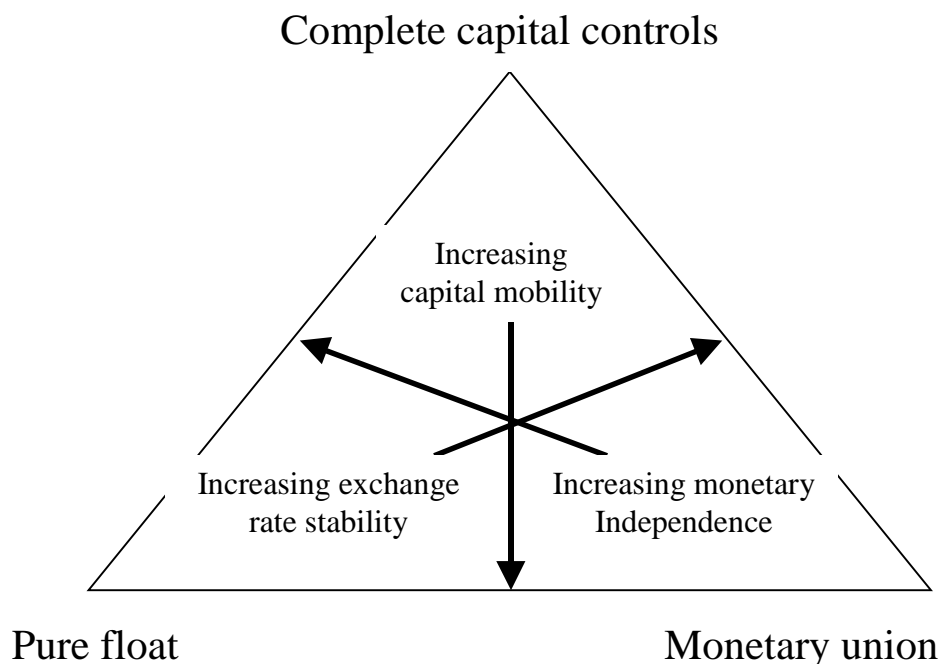 Complete capital controls
Increasing
capital mobility
Increasing exchange
rate stability
Increasing monetary
Independence
Pure float
Monetary union